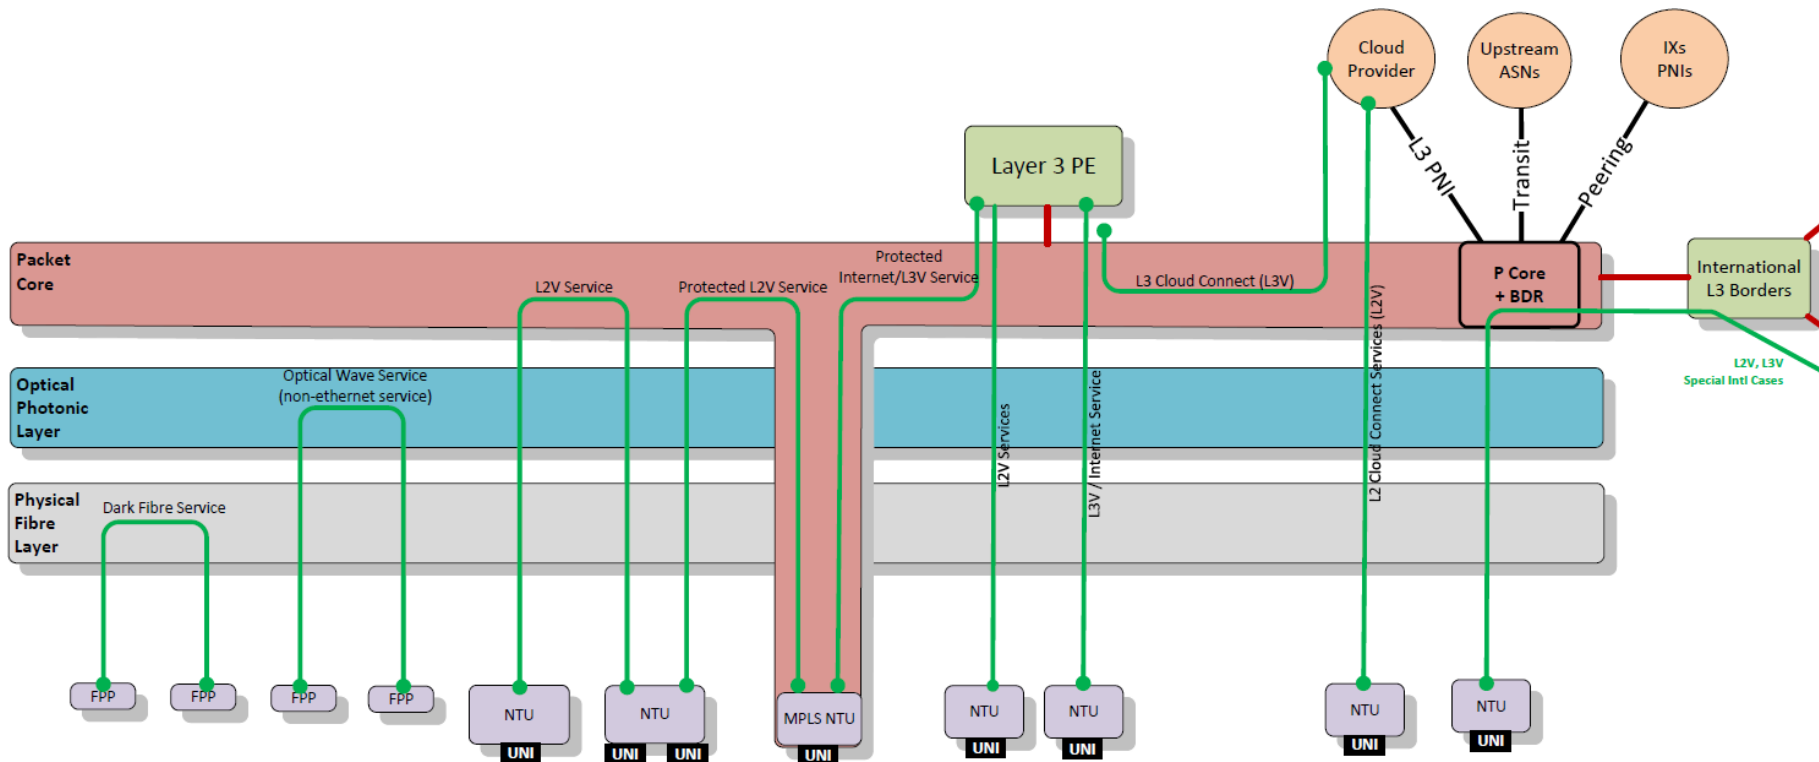 Cloud
Provider
Upstream
ASNs
IXs
PNIs
L3 PNI
Transit
Peering
Layer 3 PE
Packet
Core
Protected
Internet/L3V Service
L2V Service
Protected L2V Service
L3 Cloud Connect (L3V)
P Core
+ BDR
International
L3 Borders
L2V, L3V
Special Intl Cases
Optical
Photonic
Layer
Optical Wave Service
(non-ethernet service)
L2V Services
L3V / Internet Service
L2 Cloud Connect Services (L2V)
Physical
Fibre
Layer
Dark Fibre Service
FPP
FPP
FPP
FPP
NTU
NTU
MPLS NTU
NTU
NTU
NTU
NTU
UNI
UNI
UNI
UNI
UNI
UNI
UNI
UNI